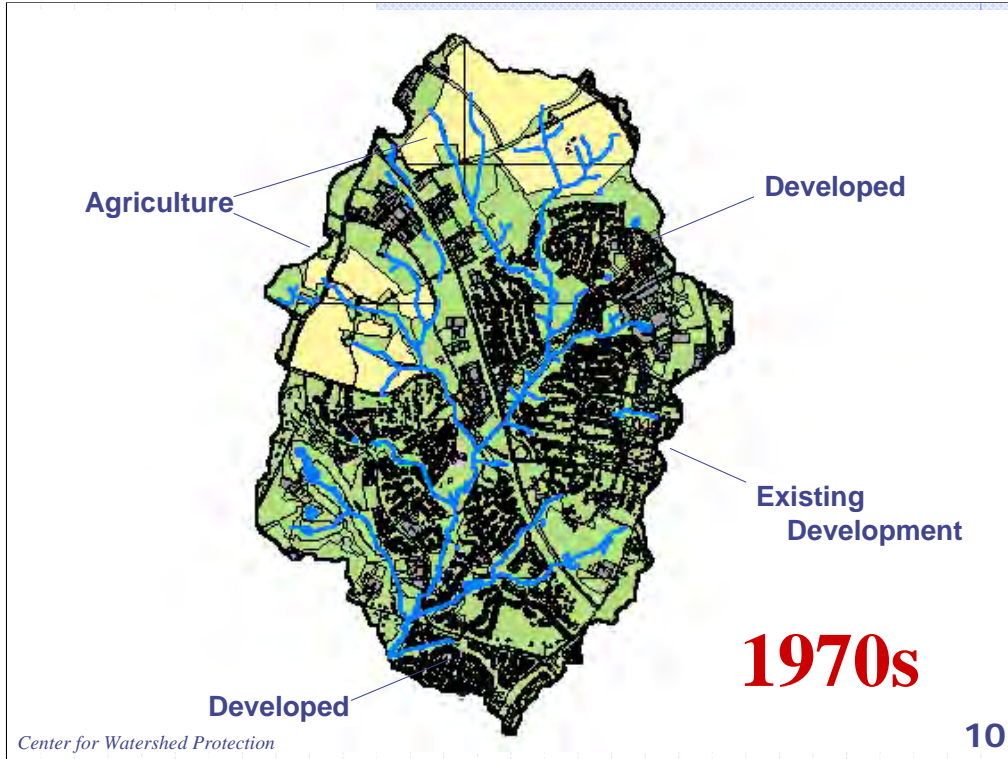 Agriculture
Developed
Existing
Development
1970s
Developed
Center for Watershed Protection
10